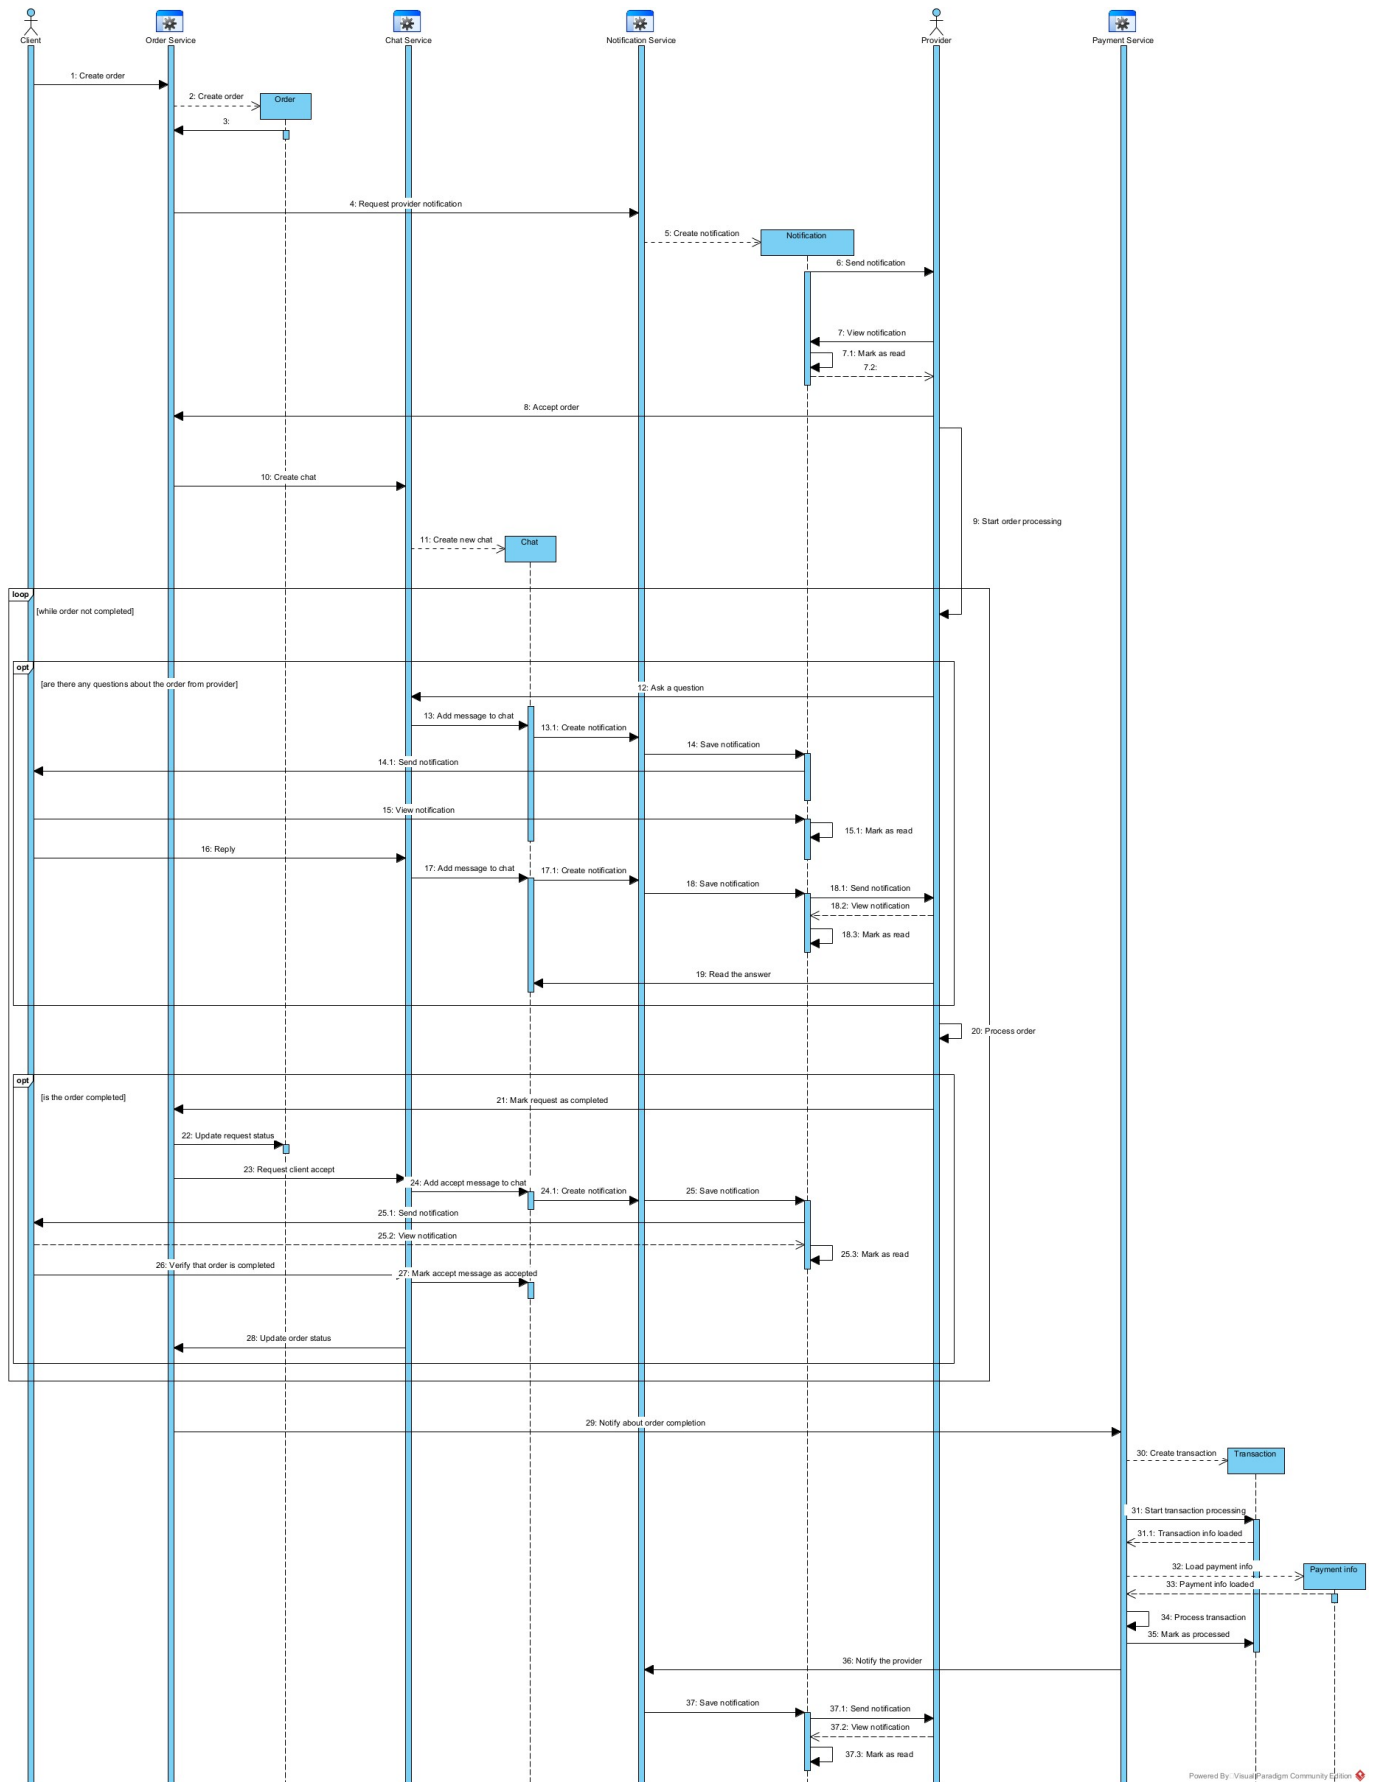 Client
Order Service
Chat Service
Notification Service
Provider
Payment Service
1: Create order
2: Create order
Order
3:
4: Request provider notification
5: Create notification
Notification
6: Send notification
7: View notification
7.1: Mark as read
7.2:
8: Accept order
10: Create chat
9: Start order processing
11: Create new chat
Chat
loop
[while order not completed]
opt
[are there any questions about the order from provider]
12: Ask a question
13: Add message to chat
13.1: Create notification
14: Save notification
14.1: Send notification
15: View notification
15.1: Mark as read
16: Reply
17: Add message to chat
17.1: Create notification
18: Save notification
18.1: Send notification
18.2: View notification
18.3: Mark as read
19: Read the answer
20: Process order
opt
[is the order completed]
21: Mark request as completed
22: Update request status
23: Request client accept
24: Add accept message to chat
24.1: Create notification
25: Save notification
25.1: Send notification
25.2: View notification
25.3: Mark as read
26: Verify that order is completed
27: Mark accept message as accepted
28: Update order status
29: Notify about order completion
30: Create transaction
Transaction
31: Start transaction processing
31.1: Transaction info loaded
32: Load payment info
Payment info
33: Payment info loaded
34: Process transaction
35: Mark as processed
36: Notify the provider
37: Save notification
37.1: Send notification
37.2: View notification
37.3: Mark as read
Powered By: Visual Paradigm Community Edition